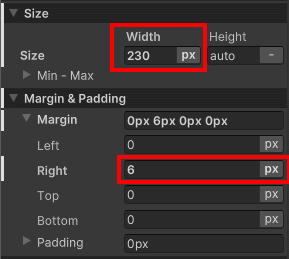 Size
Width Height
Size 230 px auto -
Min - Max
Margin & Padding
Margin 0px 6px 0px 0px
Left 0 px
Right 6 px
Top 0 px
Bottom 0 px
Padding 0px